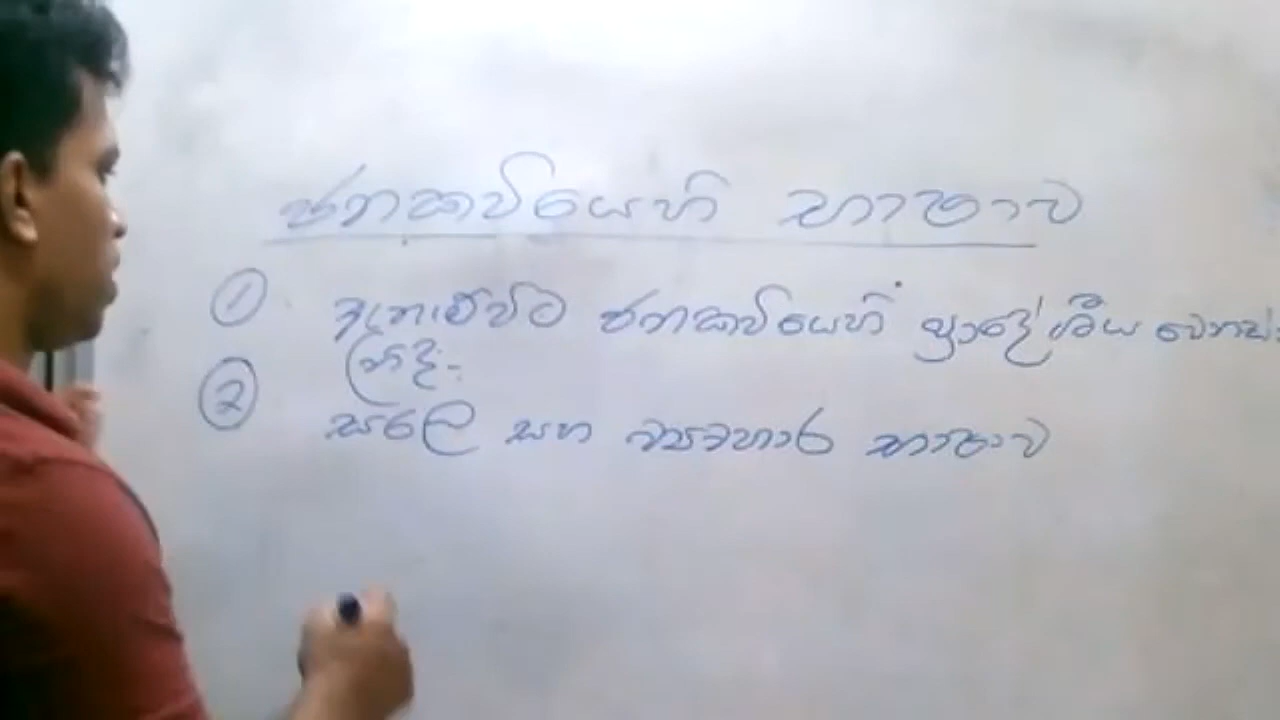 ජනකවියෙහි භාෂාව
① ඇතැම්විට ජනකවියෙහි ප්‍රාදේශීය
තිදි:-
② සරල සහ ව්‍යවහාර භාෂාව